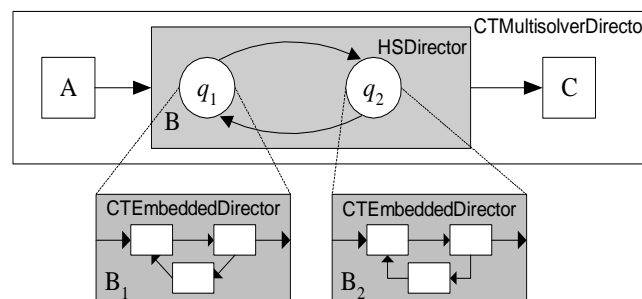 CTMultisolverDirecto
HSDirector
A
q1
q2
C
B
CTEmbeddedDirector
CTEmbeddedDirector
B1
B2